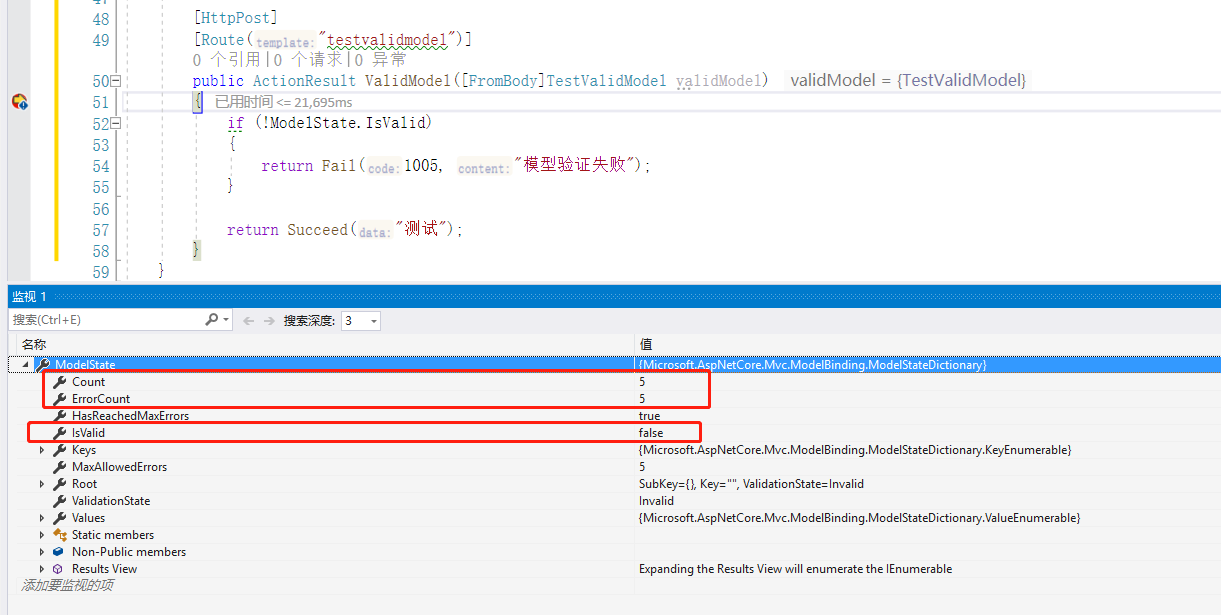 47
48 [HttpPost]
49 [Route(template:"testvalidmodel")]
0 个引用|0 个请求|0 异常
50 public ActionResult ValidModel([FromBody]TestValidModel validModel) validModel = {TestValidModel}
51 { 已用时间 <= 21,695ms
52 if (!ModelState.IsValid)
53 {
54 return Fail(code:1005, content:"模型验证失败");
55 }
56
57 return Succeed(data:"测试");
58 }
59 }
监视 1
搜索(Ctrl+E) 搜索深度: 3
名称 值
ModelState {Microsoft.AspNetCore.Mvc.ModelBinding.ModelStateDictionary}
Count 5
ErrorCount 5
HasReachedMaxErrors true
IsValid false
Keys {Microsoft.AspNetCore.Mvc.ModelBinding.ModelStateDictionary.KeyEnumerable}
MaxAllowedErrors 5
Root SubKey={}, Key="", ValidationState=Invalid
ValidationState Invalid
Values {Microsoft.AspNetCore.Mvc.ModelBinding.ModelStateDictionary.ValueEnumerable}
Static members
Non-Public members
Results View Expanding the Results View will enumerate the IEnumerable
添加要监视的项